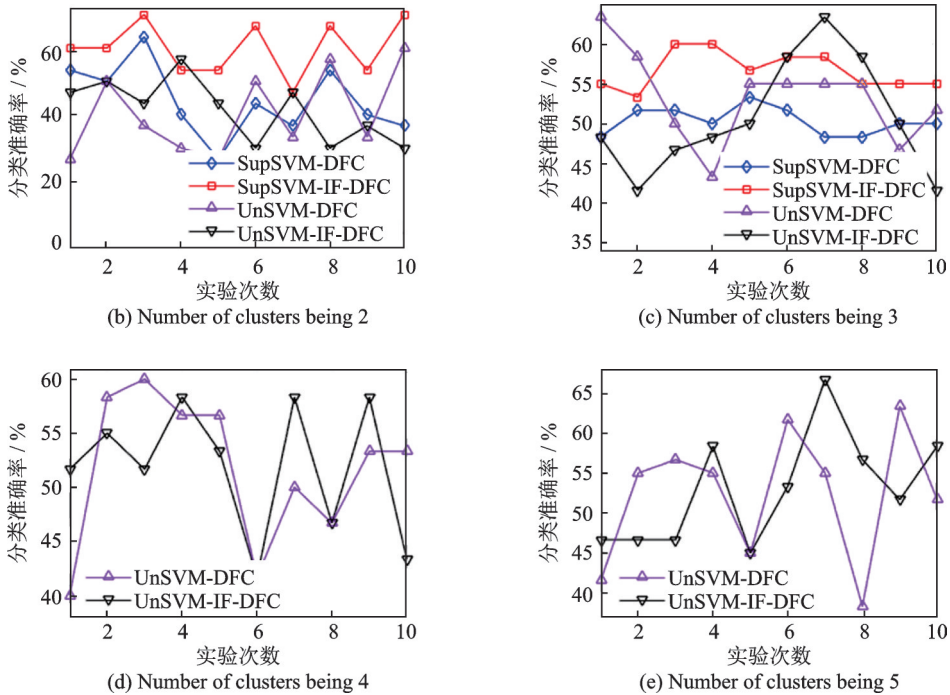 分类准确率 / %
60
40
20
0
SupSVM-DFC
SupSVM-IF-DFC
UnSVM-DFC
UnSVM-IF-DFC
2 4 6 8 10
实验次数
(b) Number of clusters being 2
分类准确率 / %
65
60
55
50
45
40
35
SupSVM-DFC
SupSVM-IF-DFC
UnSVM-DFC
UnSVM-IF-DFC
2 4 6 8 10
实验次数
(c) Number of clusters being 3
分类准确率 / %
60
55
50
45
40
UnSVM-DFC
UnSVM-IF-DFC
2 4 6 8 10
实验次数
(d) Number of clusters being 4
分类准确率 / %
65
60
55
50
45
40
UnSVM-DFC
UnSVM-IF-DFC
2 4 6 8 10
实验次数
(e) Number of clusters being 5